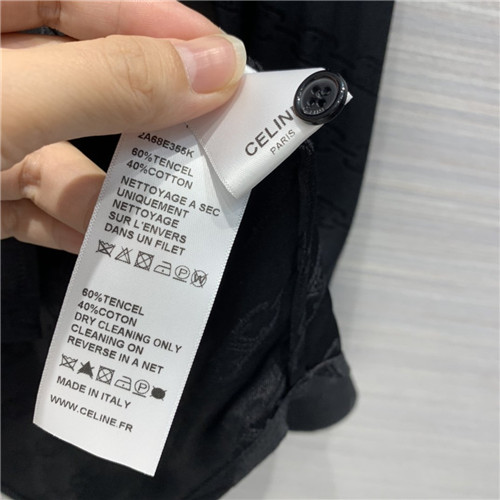 CELINE
PARIS
2A68E355K
60%TENCEL
40%COTTON
NETTOYAGE A SEC
UNIQUEMENT
NETTOYAGE
SUR L'ENVERS
DANS UN FILET
60%TENCEL
40%COTON
DRY CLEANING ONLY
CLEANING ON
REVERSE IN A NET
MADE IN ITALY
WWW.CELINE.FR